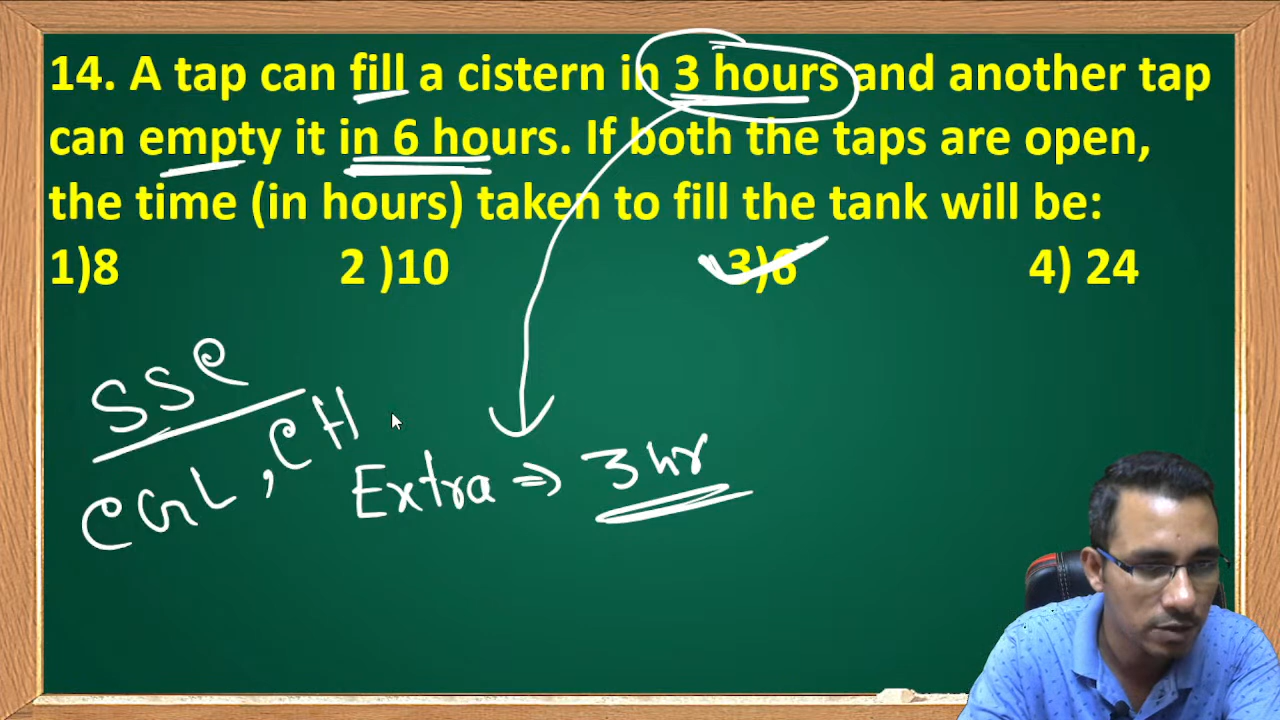 14. A tap can fill a cistern in 3 hours and another tap
can empty it in 6 hours. If both the taps are open,
the time (in hours) taken to fill the tank will be:
1)8 2 )10 3)6 4) 24
SSC
CGL, CH
Extra ⇒ 3 hr